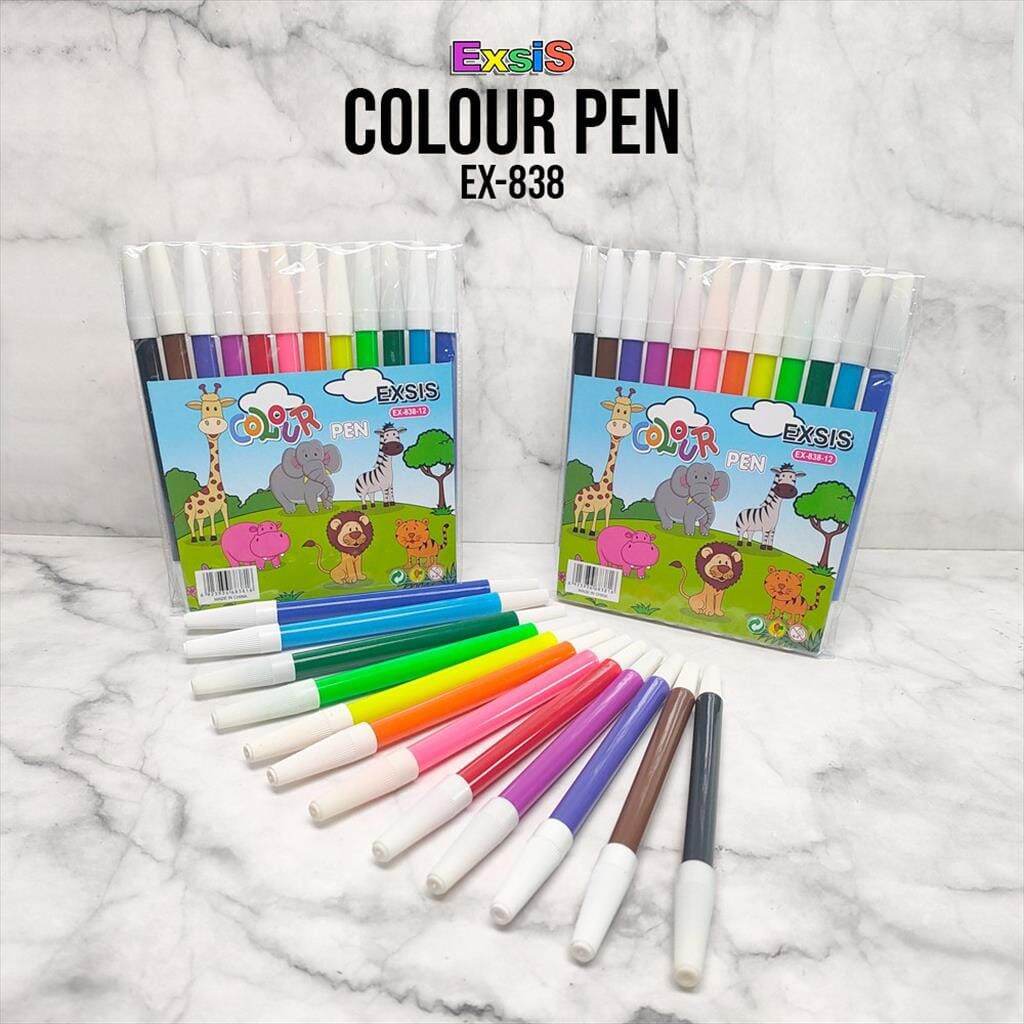 ExsiS
COLOUR PEN
EX-838
EXSIS
COLOUR
EX-838-12
PEN
MADE IN CHINA
EXSIS
COLOUR
PEN
EX-838-12
MADE IN CHINA